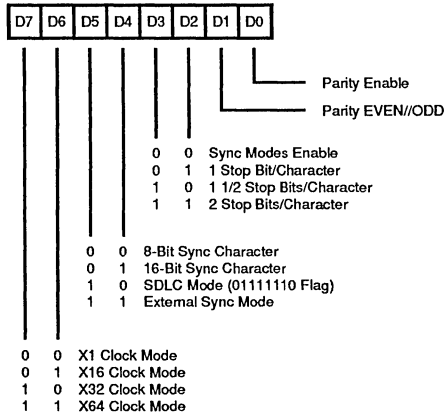 D7 D6 D5 D4 D3 D2 D1 D0
Parity Enable
Parity EVEN//ODD
0 0 Sync Modes Enable
0 1 1 Stop Bit/Character
1 0 1 1/2 Stop Bits/Character
1 1 2 Stop Bits/Character
0 0 8-Bit Sync Character
0 1 16-Bit Sync Character
1 0 SDLC Mode (01111110 Flag)
1 1 External Sync Mode
0 0 X1 Clock Mode
0 1 X16 Clock Mode
1 0 X32 Clock Mode
1 1 X64 Clock Mode